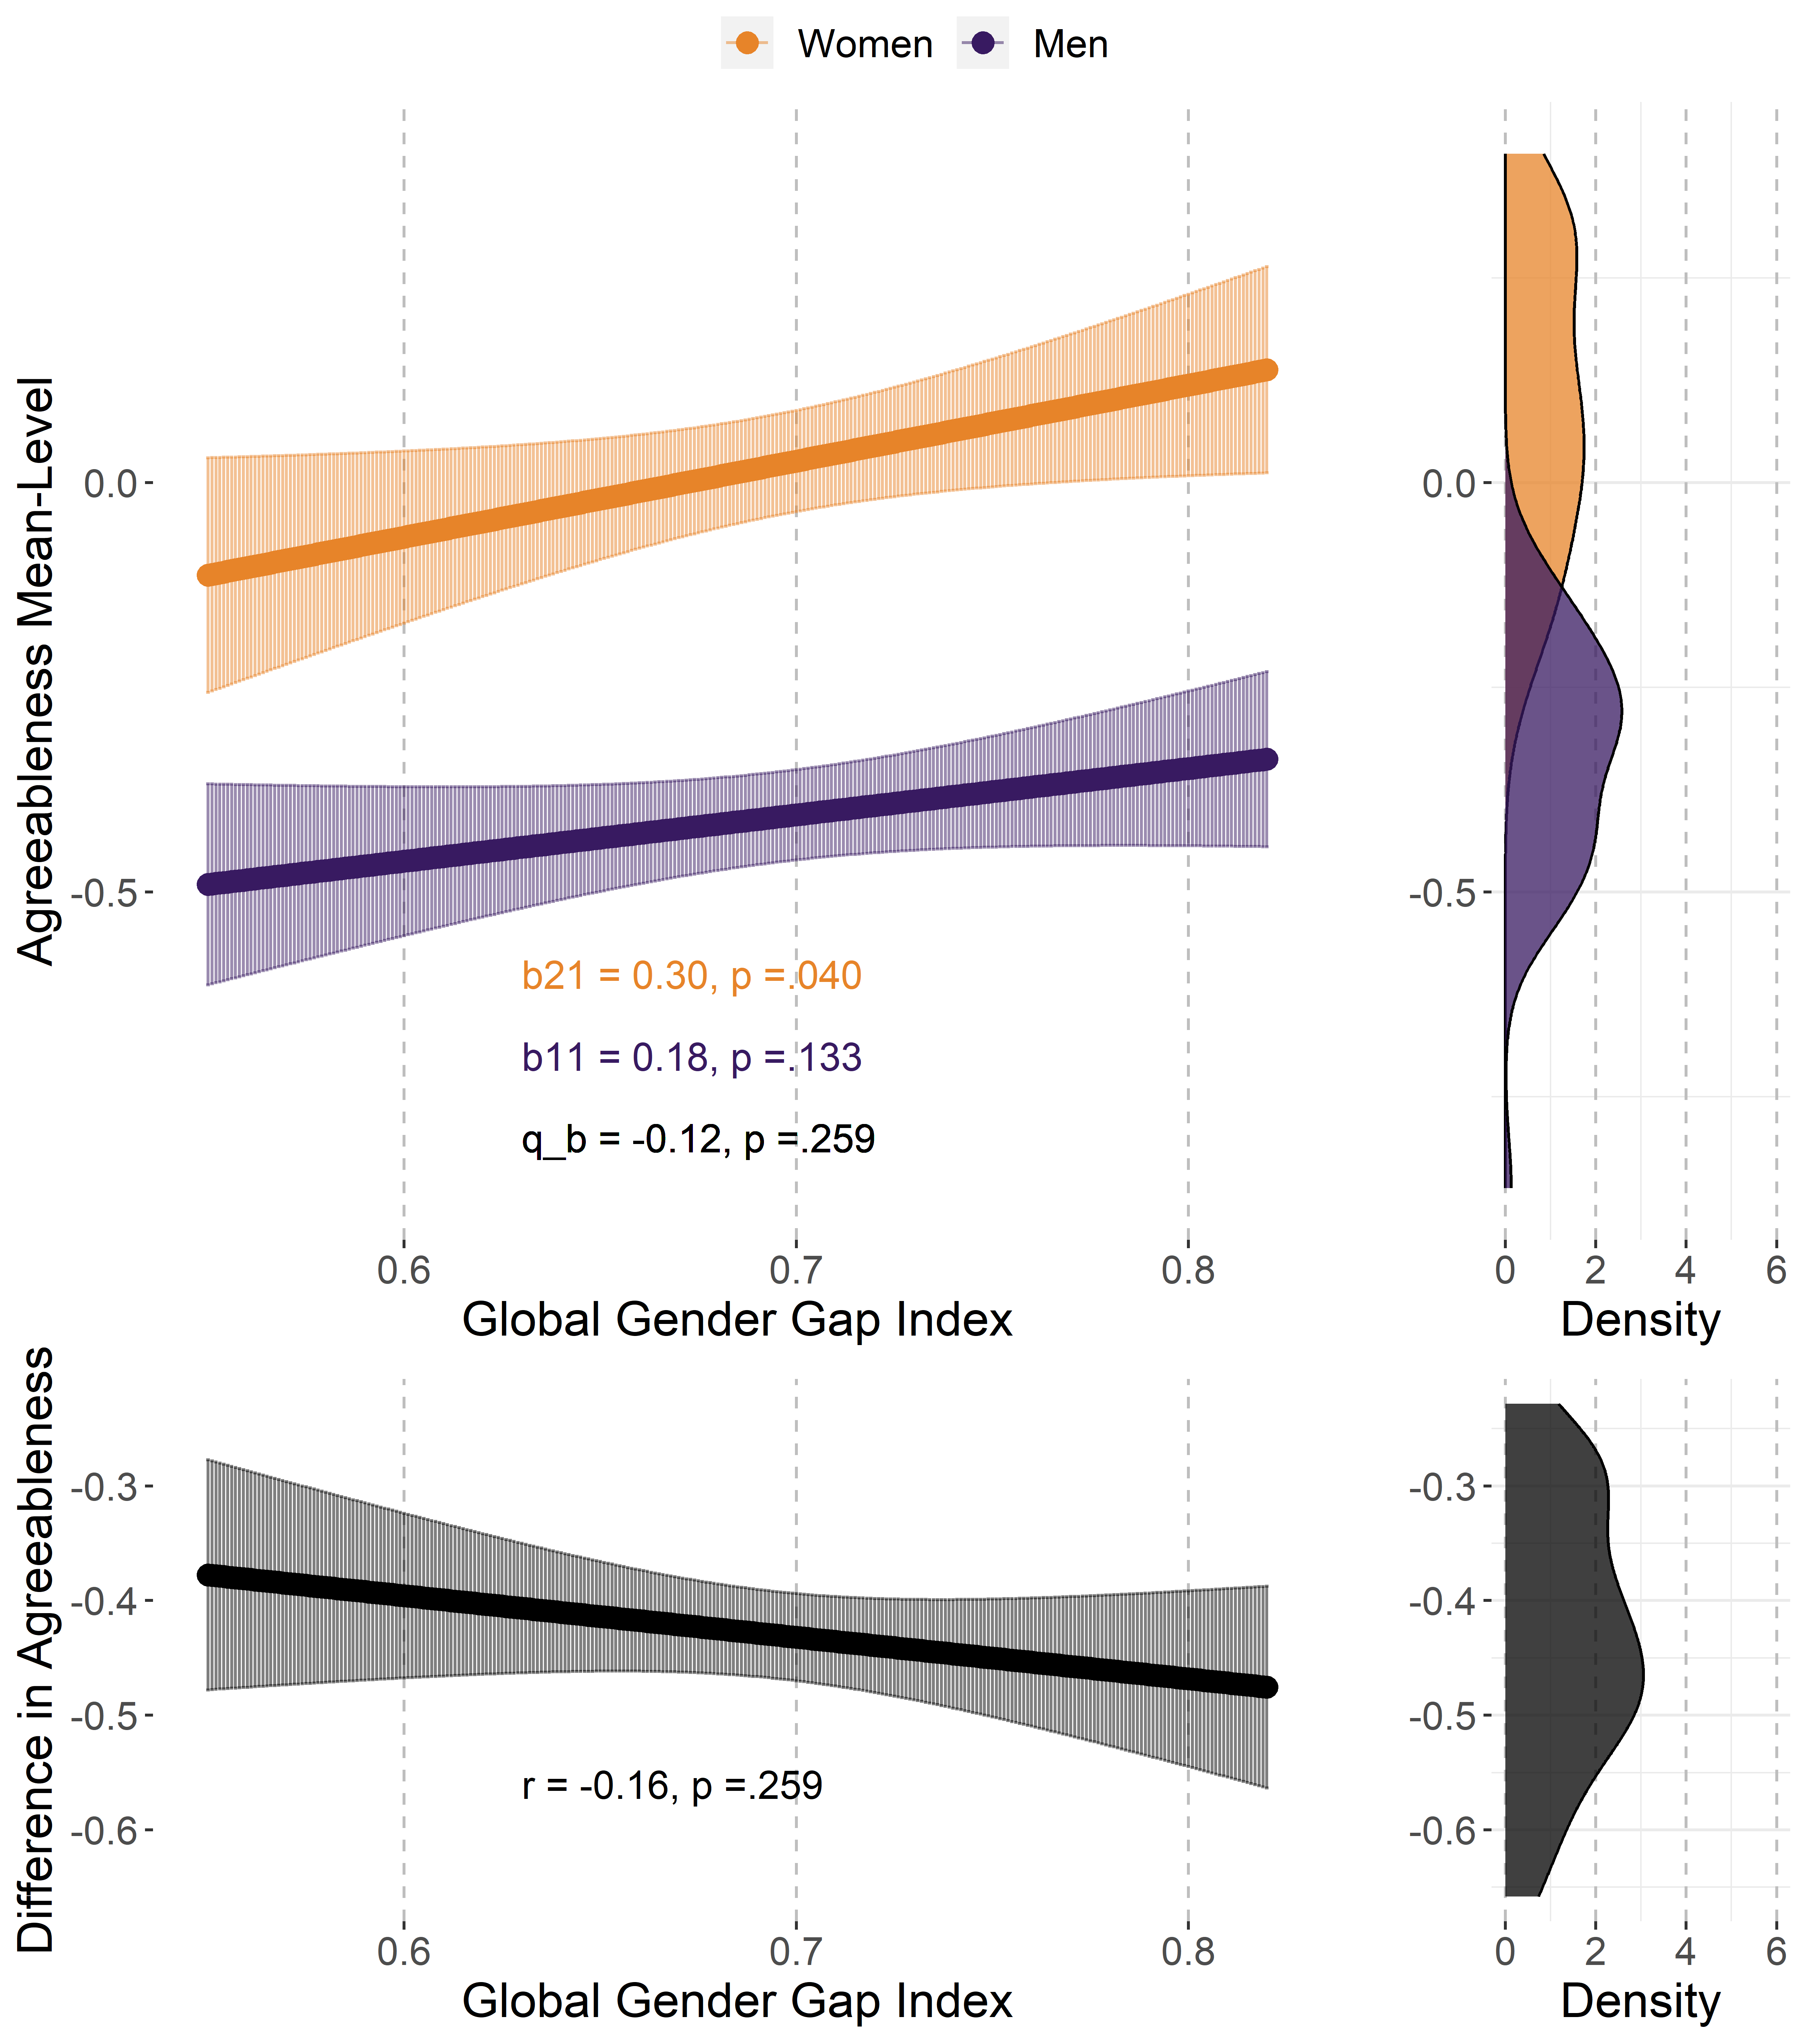 Women Men
Agreeableness Mean-Level
0.0
-0.5
b21 = 0.30, p =.040
b11 = 0.18, p =.133
q_b = -0.12, p =.259
0.6 0.7 0.8
Global Gender Gap Index
0.0
-0.5
0 2 4 6
Density
Difference in Agreeableness
-0.3
-0.4
-0.5
-0.6
r = -0.16, p =.259
0.6 0.7 0.8
Global Gender Gap Index
-0.3
-0.4
-0.5
-0.6
0 2 4 6
Density